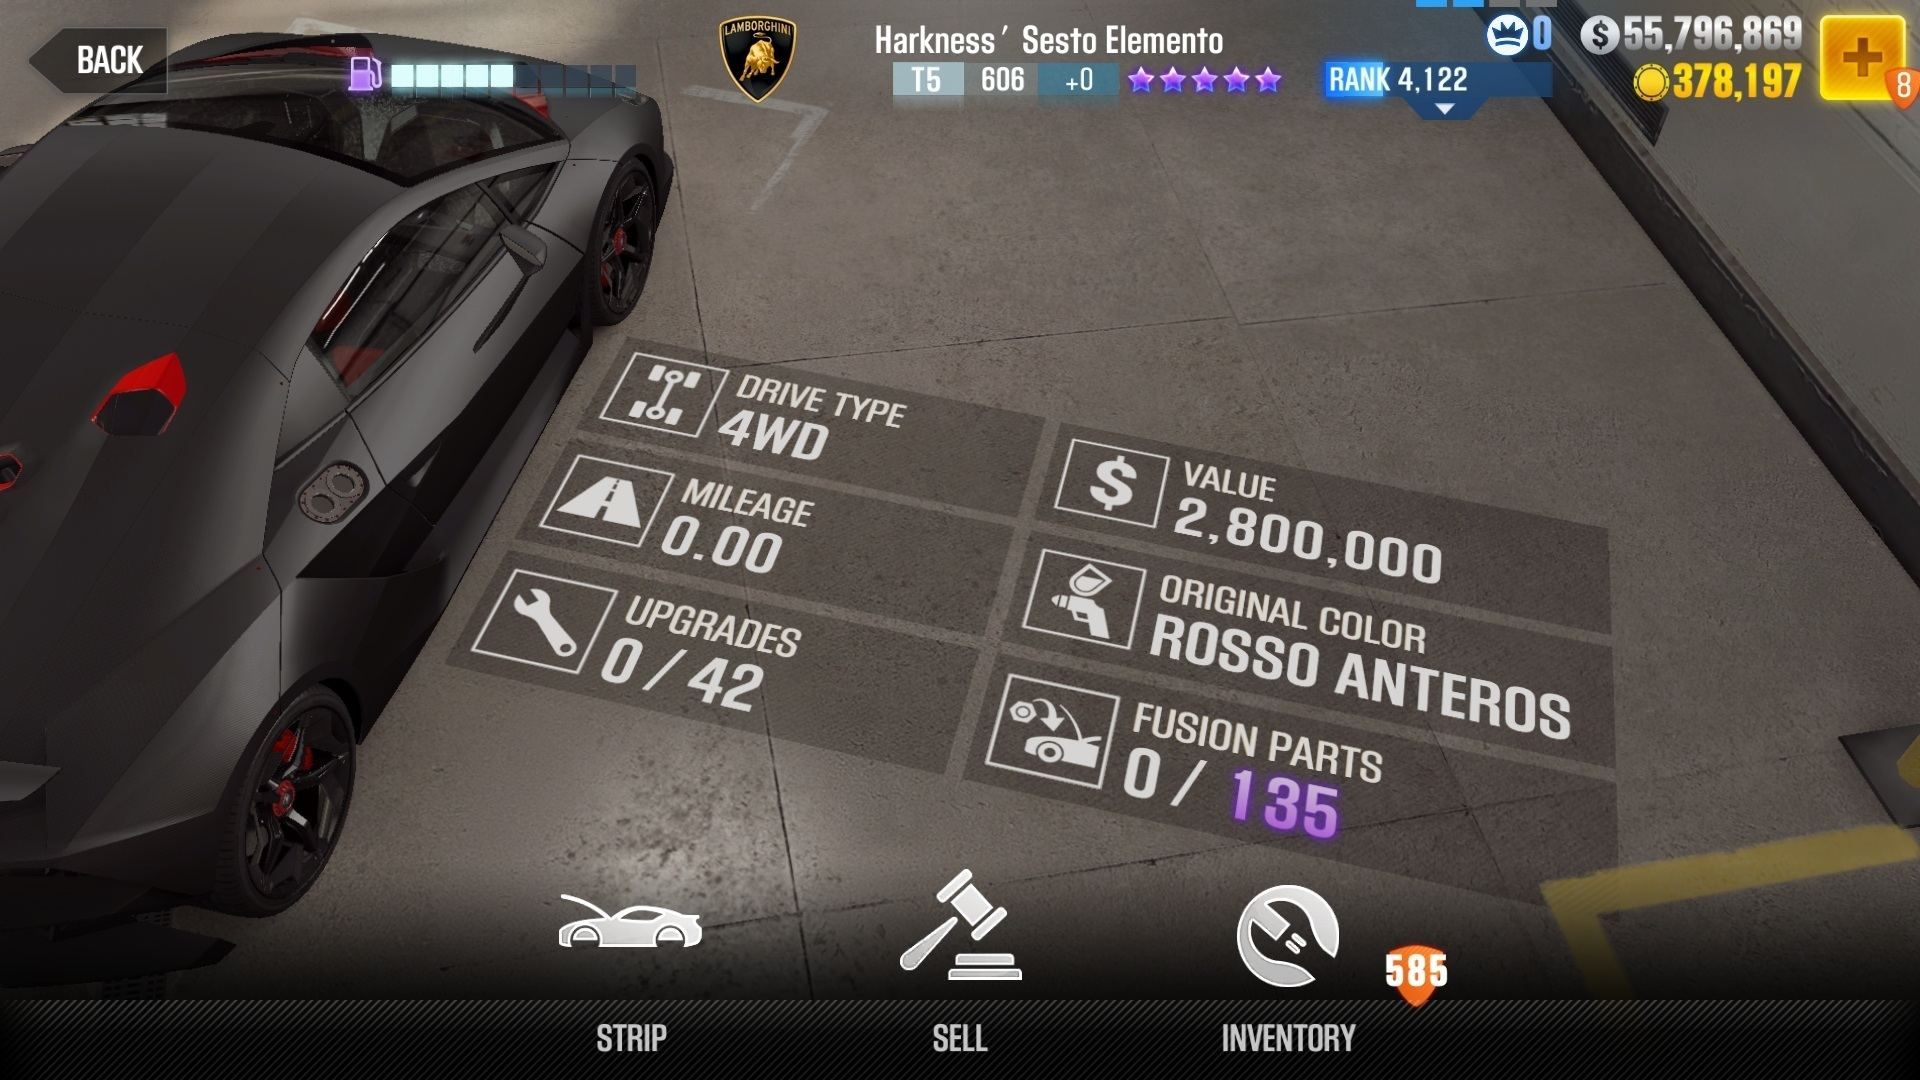 BACK
LAMBORGHINI
Harkness' Sesto Elemento
T5 606 +0
RANK 4,122
0
$ 55,796,869
378,197
8
DRIVE TYPE
4WD
MILEAGE
0.00
UPGRADES
0 / 42
$ VALUE
2,800,000
ORIGINAL COLOR
ROSSO ANTEROS
FUSION PARTS
0 / 135
585
STRIP
SELL
INVENTORY